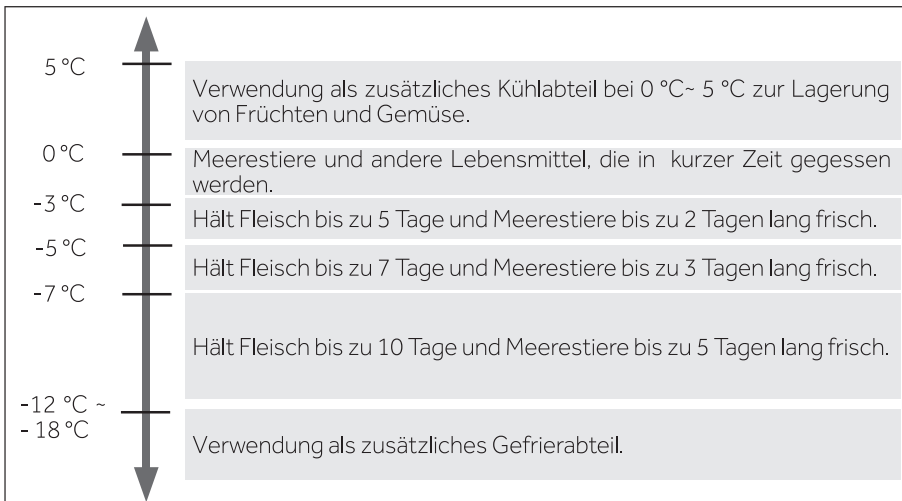 5 °C
Verwendung als zusätzliches Kühlabteil bei 0 °C~ 5 °C zur Lagerung
von Früchten und Gemüse.
0 °C
Meerestiere und andere Lebensmittel, die in kurzer Zeit gegessen
werden.
-3 °C
Hält Fleisch bis zu 5 Tage und Meerestiere bis zu 2 Tagen lang frisch.
-5 °C
Hält Fleisch bis zu 7 Tage und Meerestiere bis zu 3 Tagen lang frisch.
-7 °C
Hält Fleisch bis zu 10 Tage und Meerestiere bis zu 5 Tagen lang frisch.
-12 °C ~
- 18 °C
Verwendung als zusätzliches Gefrierabteil.